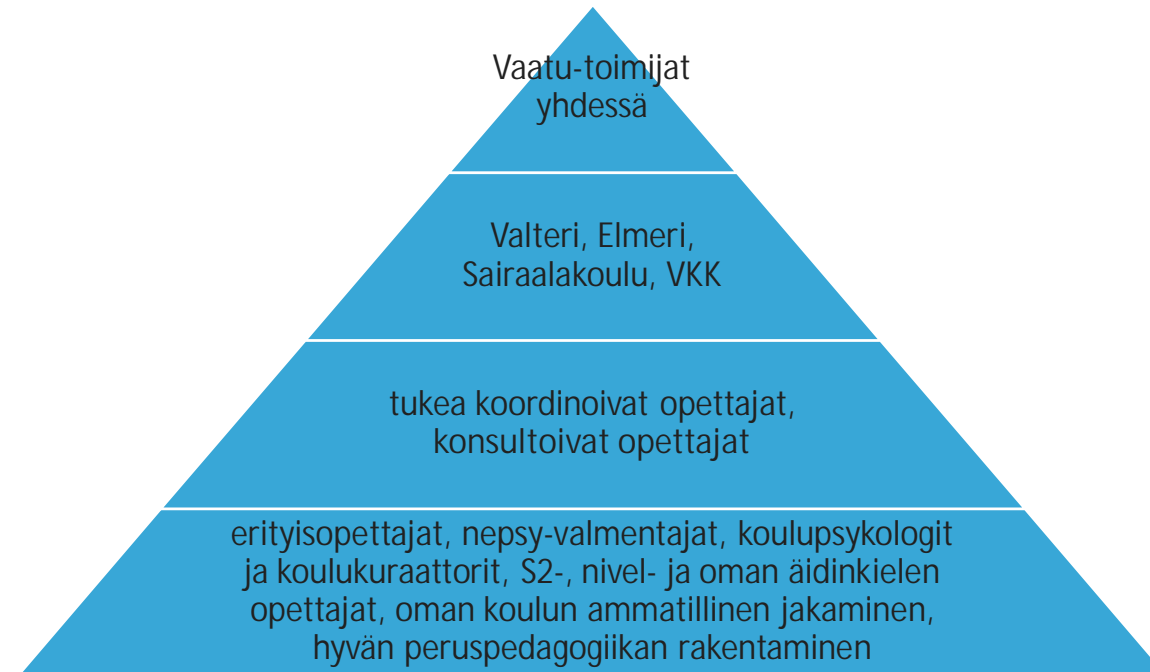 Vaatu-toimijat
yhdessä
Valteri, Elmeri,
Sairaalakoulu, VKK
tukea koordinoivat opettajat,
konsultoivat opettajat
erityisopettajat, nepsy-valmentajat, koulupsykologit
ja koulukuraattorit, S2-, nivel- ja oman äidinkielen
opettajat, oman koulun ammatillinen jakaminen,
hyvän peruspedagogiikan rakentaminen